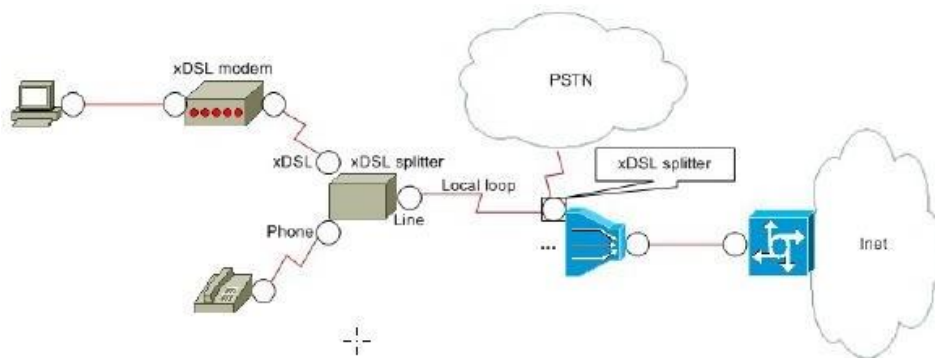 xDSL modem
PSTN
xDSL
xDSL splitter
xDSL splitter
Local loop
Line
Phone
...
Inet